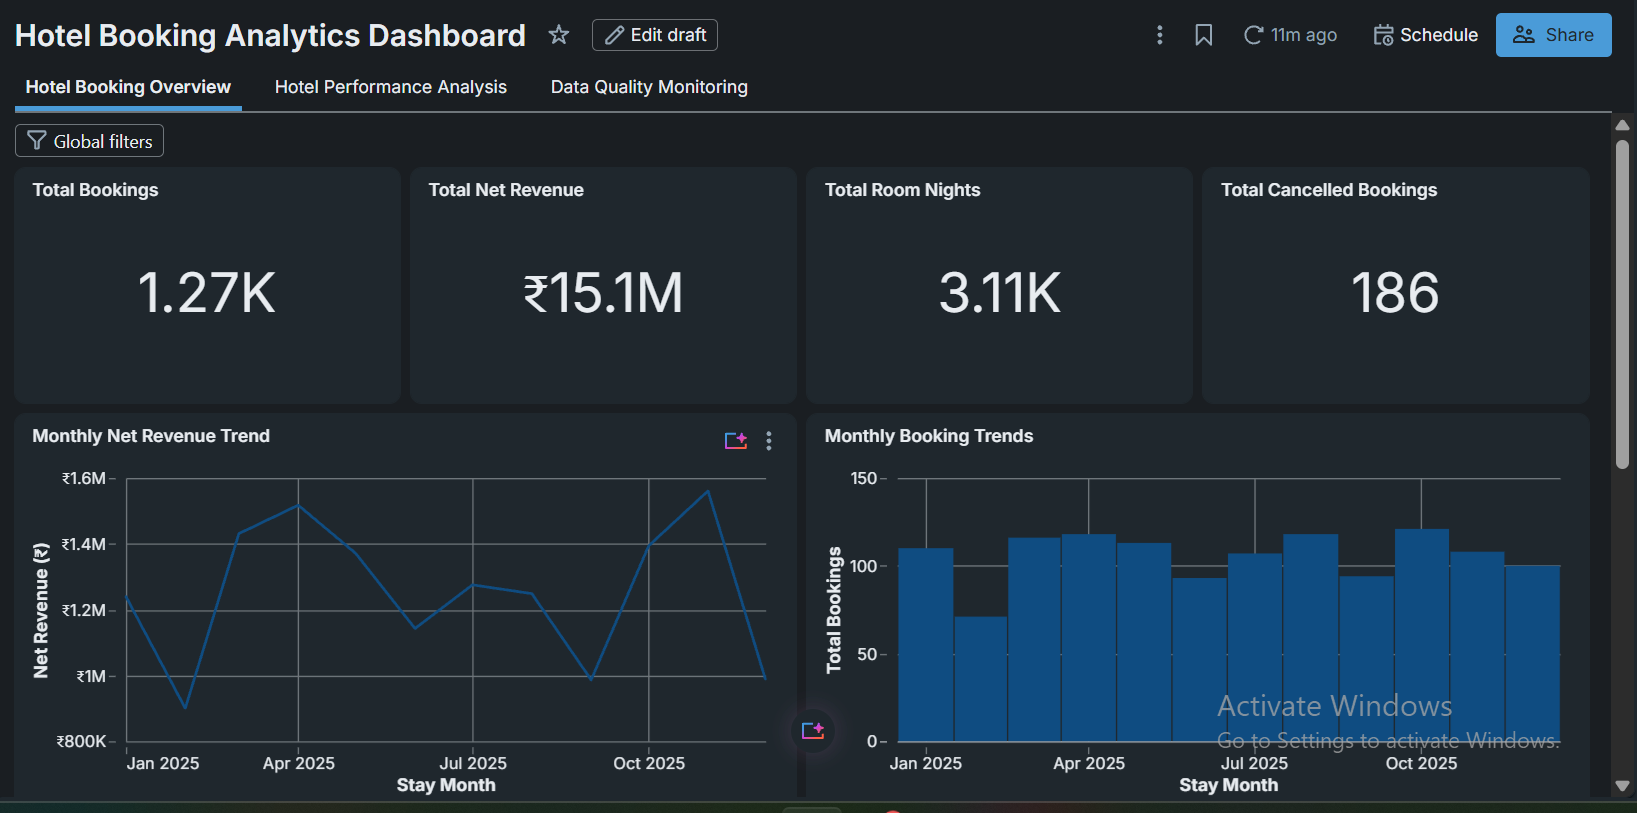 Hotel Booking Analytics Dashboard
Edit draft
11m ago
Schedule
Share
Hotel Booking Overview
Hotel Performance Analysis
Data Quality Monitoring
Global filters
Total Bookings
1.27K
Total Net Revenue
₹15.1M
Total Room Nights
3.11K
Total Cancelled Bookings
186
Monthly Net Revenue Trend
Net Revenue (₹)
₹1.6M
₹1.4M
₹1.2M
₹1M
₹800K
Jan 2025
Apr 2025
Jul 2025
Oct 2025
Stay Month
Monthly Booking Trends
Total Bookings
150
100
50
0
Jan 2025
Apr 2025
Jul 2025
Oct 2025
Stay Month
Activate Windows
Go to Settings to activate Windows.